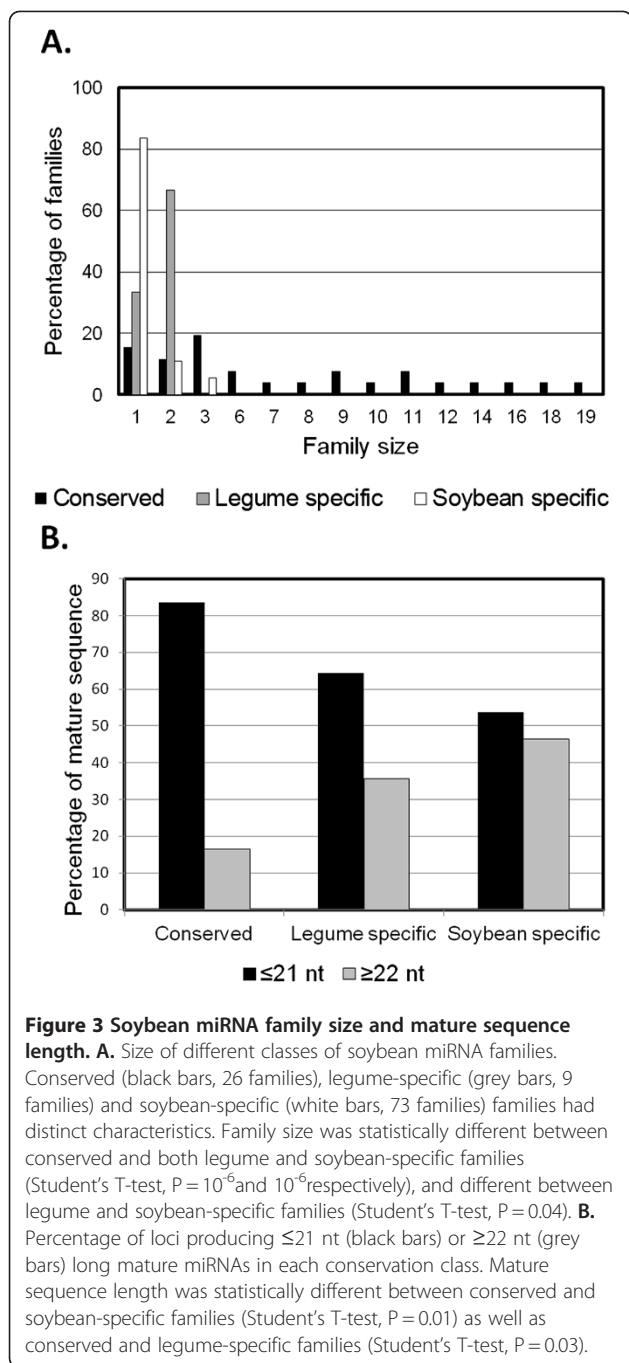 A.
100
80
60
40
20
0
Percentage of families
1 2 3 6 7 8 9 10 11 12 14 16 18 19
Family size
Conserved Legume specific Soybean specific
B.
90
80
70
60
50
40
30
20
10
0
Percentage of mature sequence
Conserved Legume specific Soybean specific
≤21 nt ≥22 nt
Figure 3 Soybean miRNA family size and mature sequence
length. A. Size of different classes of soybean miRNA families.
Conserved (black bars, 26 families), legume-specific (grey bars, 9
families) and soybean-specific (white bars, 73 families) families had
distinct characteristics. Family size was statistically different between
conserved and both legume and soybean-specific families
(Student's T-test, P = 10⁻⁶and 10⁻⁶respectively), and different between
legume and soybean-specific families (Student's T-test, P = 0.04). B.
Percentage of loci producing ≤21 nt (black bars) or ≥22 nt (grey
bars) long mature miRNAs in each conservation class. Mature
sequence length was statistically different between conserved and
soybean-specific families (Student's T-test, P = 0.01) as well as
conserved and legume-specific families (Student's T-test, P = 0.03).